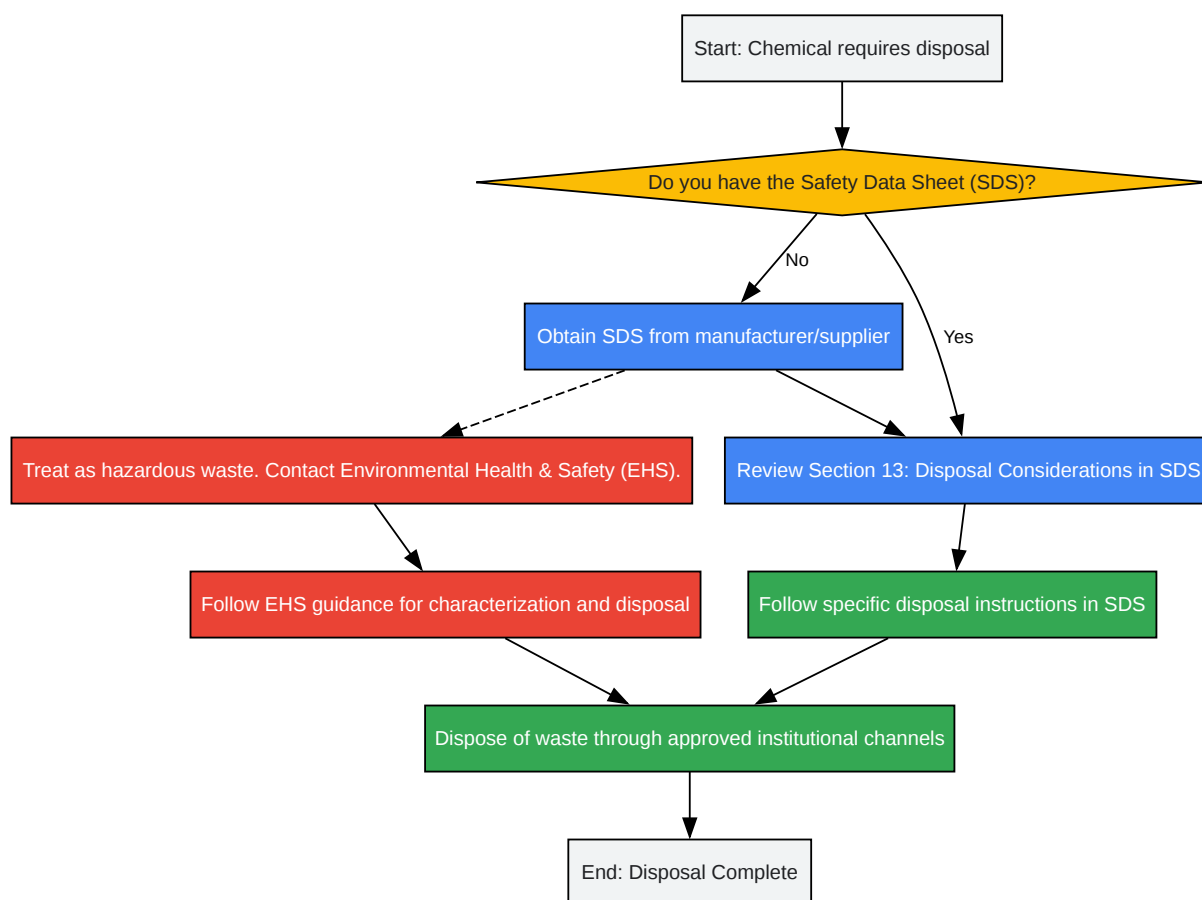 Start: Chemical requires disposal
Do you have the Safety Data Sheet (SDS)?
No
Yes
Obtain SDS from manufacturer/supplier
Treat as hazardous waste. Contact Environmental Health & Safety (EHS).
Review Section 13: Disposal Considerations in SDS
Follow EHS guidance for characterization and disposal
Follow specific disposal instructions in SDS
Dispose of waste through approved institutional channels
End: Disposal Complete